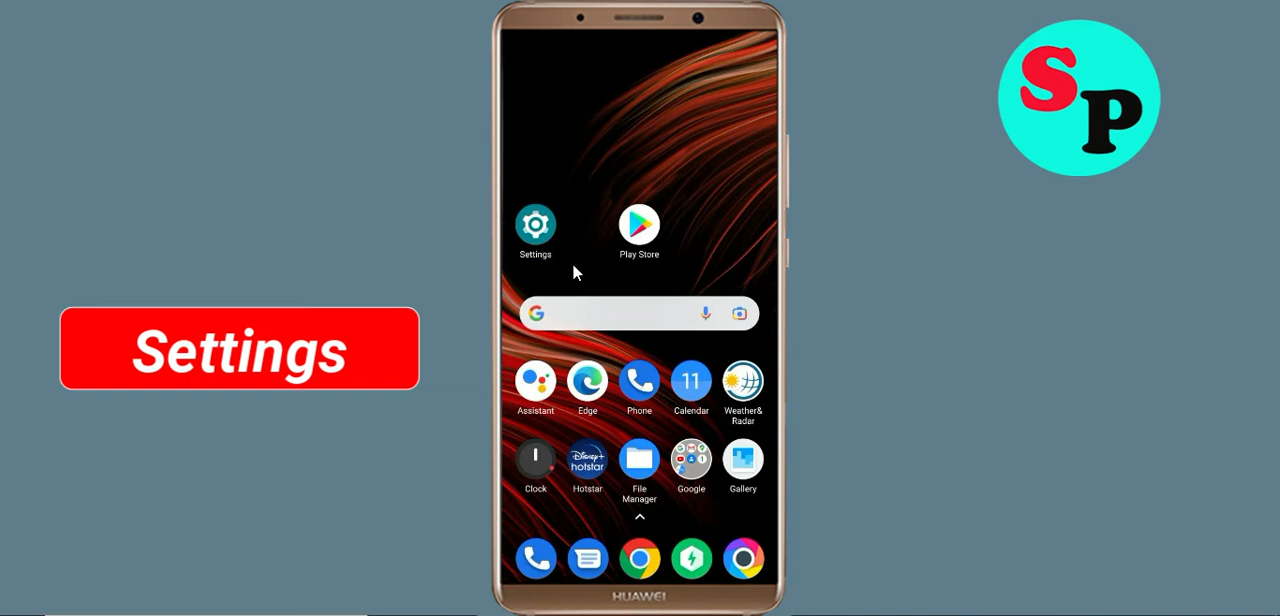 S
P
Settings
Settings
Play Store
G
Assistant
Edge
Phone
11
Calendar
Weather&
Radar
Clock
Disney+
hotstar
Hotstar
File
Manager
Google
Gallery
HUAWEI